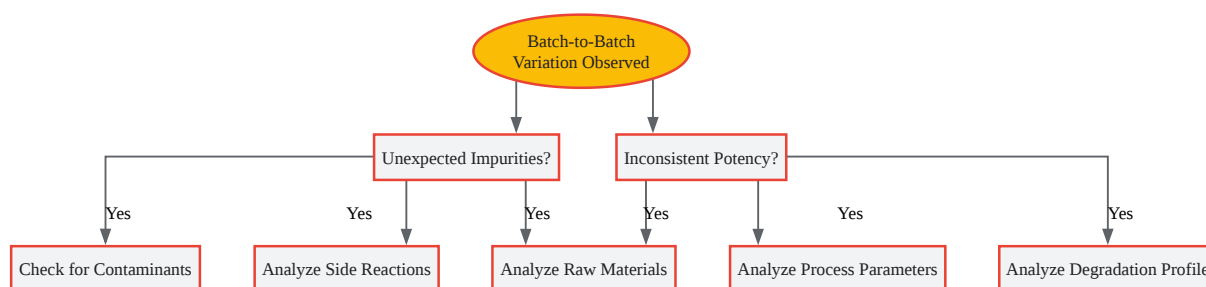 Batch-to-Batch
Variation Observed
Unexpected Impurities?
Inconsistent Potency?
Yes
Yes
Yes
Yes
Yes
Yes
Check for Contaminants
Analyze Side Reactions
Analyze Raw Materials
Analyze Process Parameters
Analyze Degradation Profile